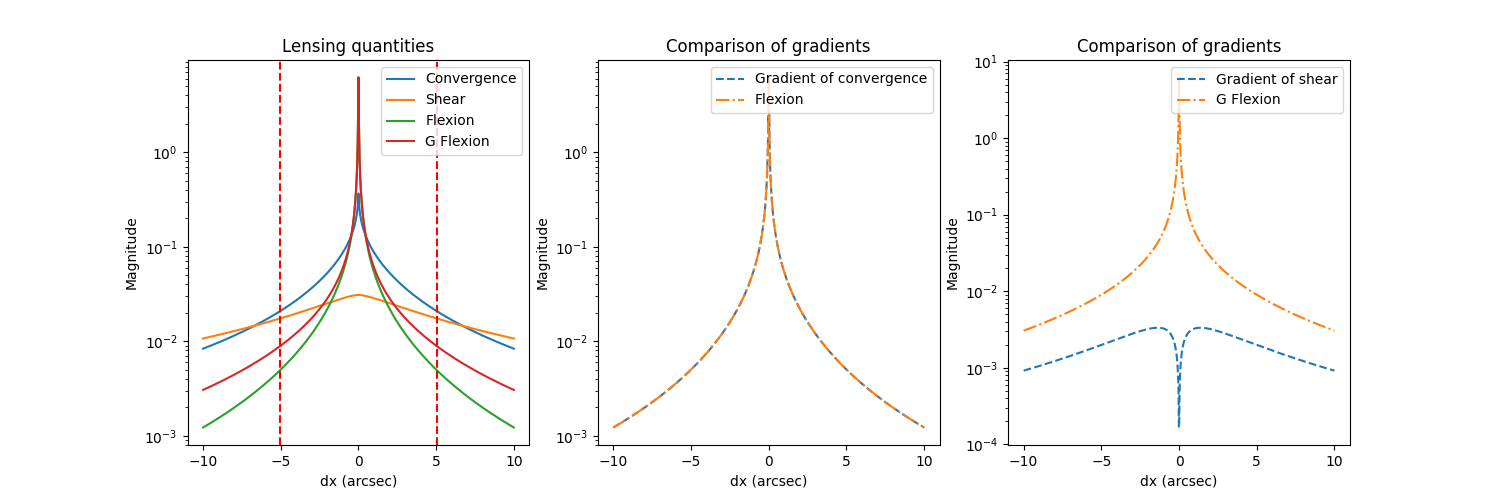 Lensing quantities
Convergence
Shear
Flexion
G Flexion
Magnitude
10⁰
10⁻¹
10⁻²
10⁻³
−10
−5
0
5
10
dx (arcsec)
Comparison of gradients
Gradient of convergence
Flexion
Magnitude
10⁰
10⁻¹
10⁻²
10⁻³
−10
−5
0
5
10
dx (arcsec)
Comparison of gradients
Gradient of shear
G Flexion
Magnitude
10¹
10⁰
10⁻¹
10⁻²
10⁻³
10⁻⁴
−10
−5
0
5
10
dx (arcsec)